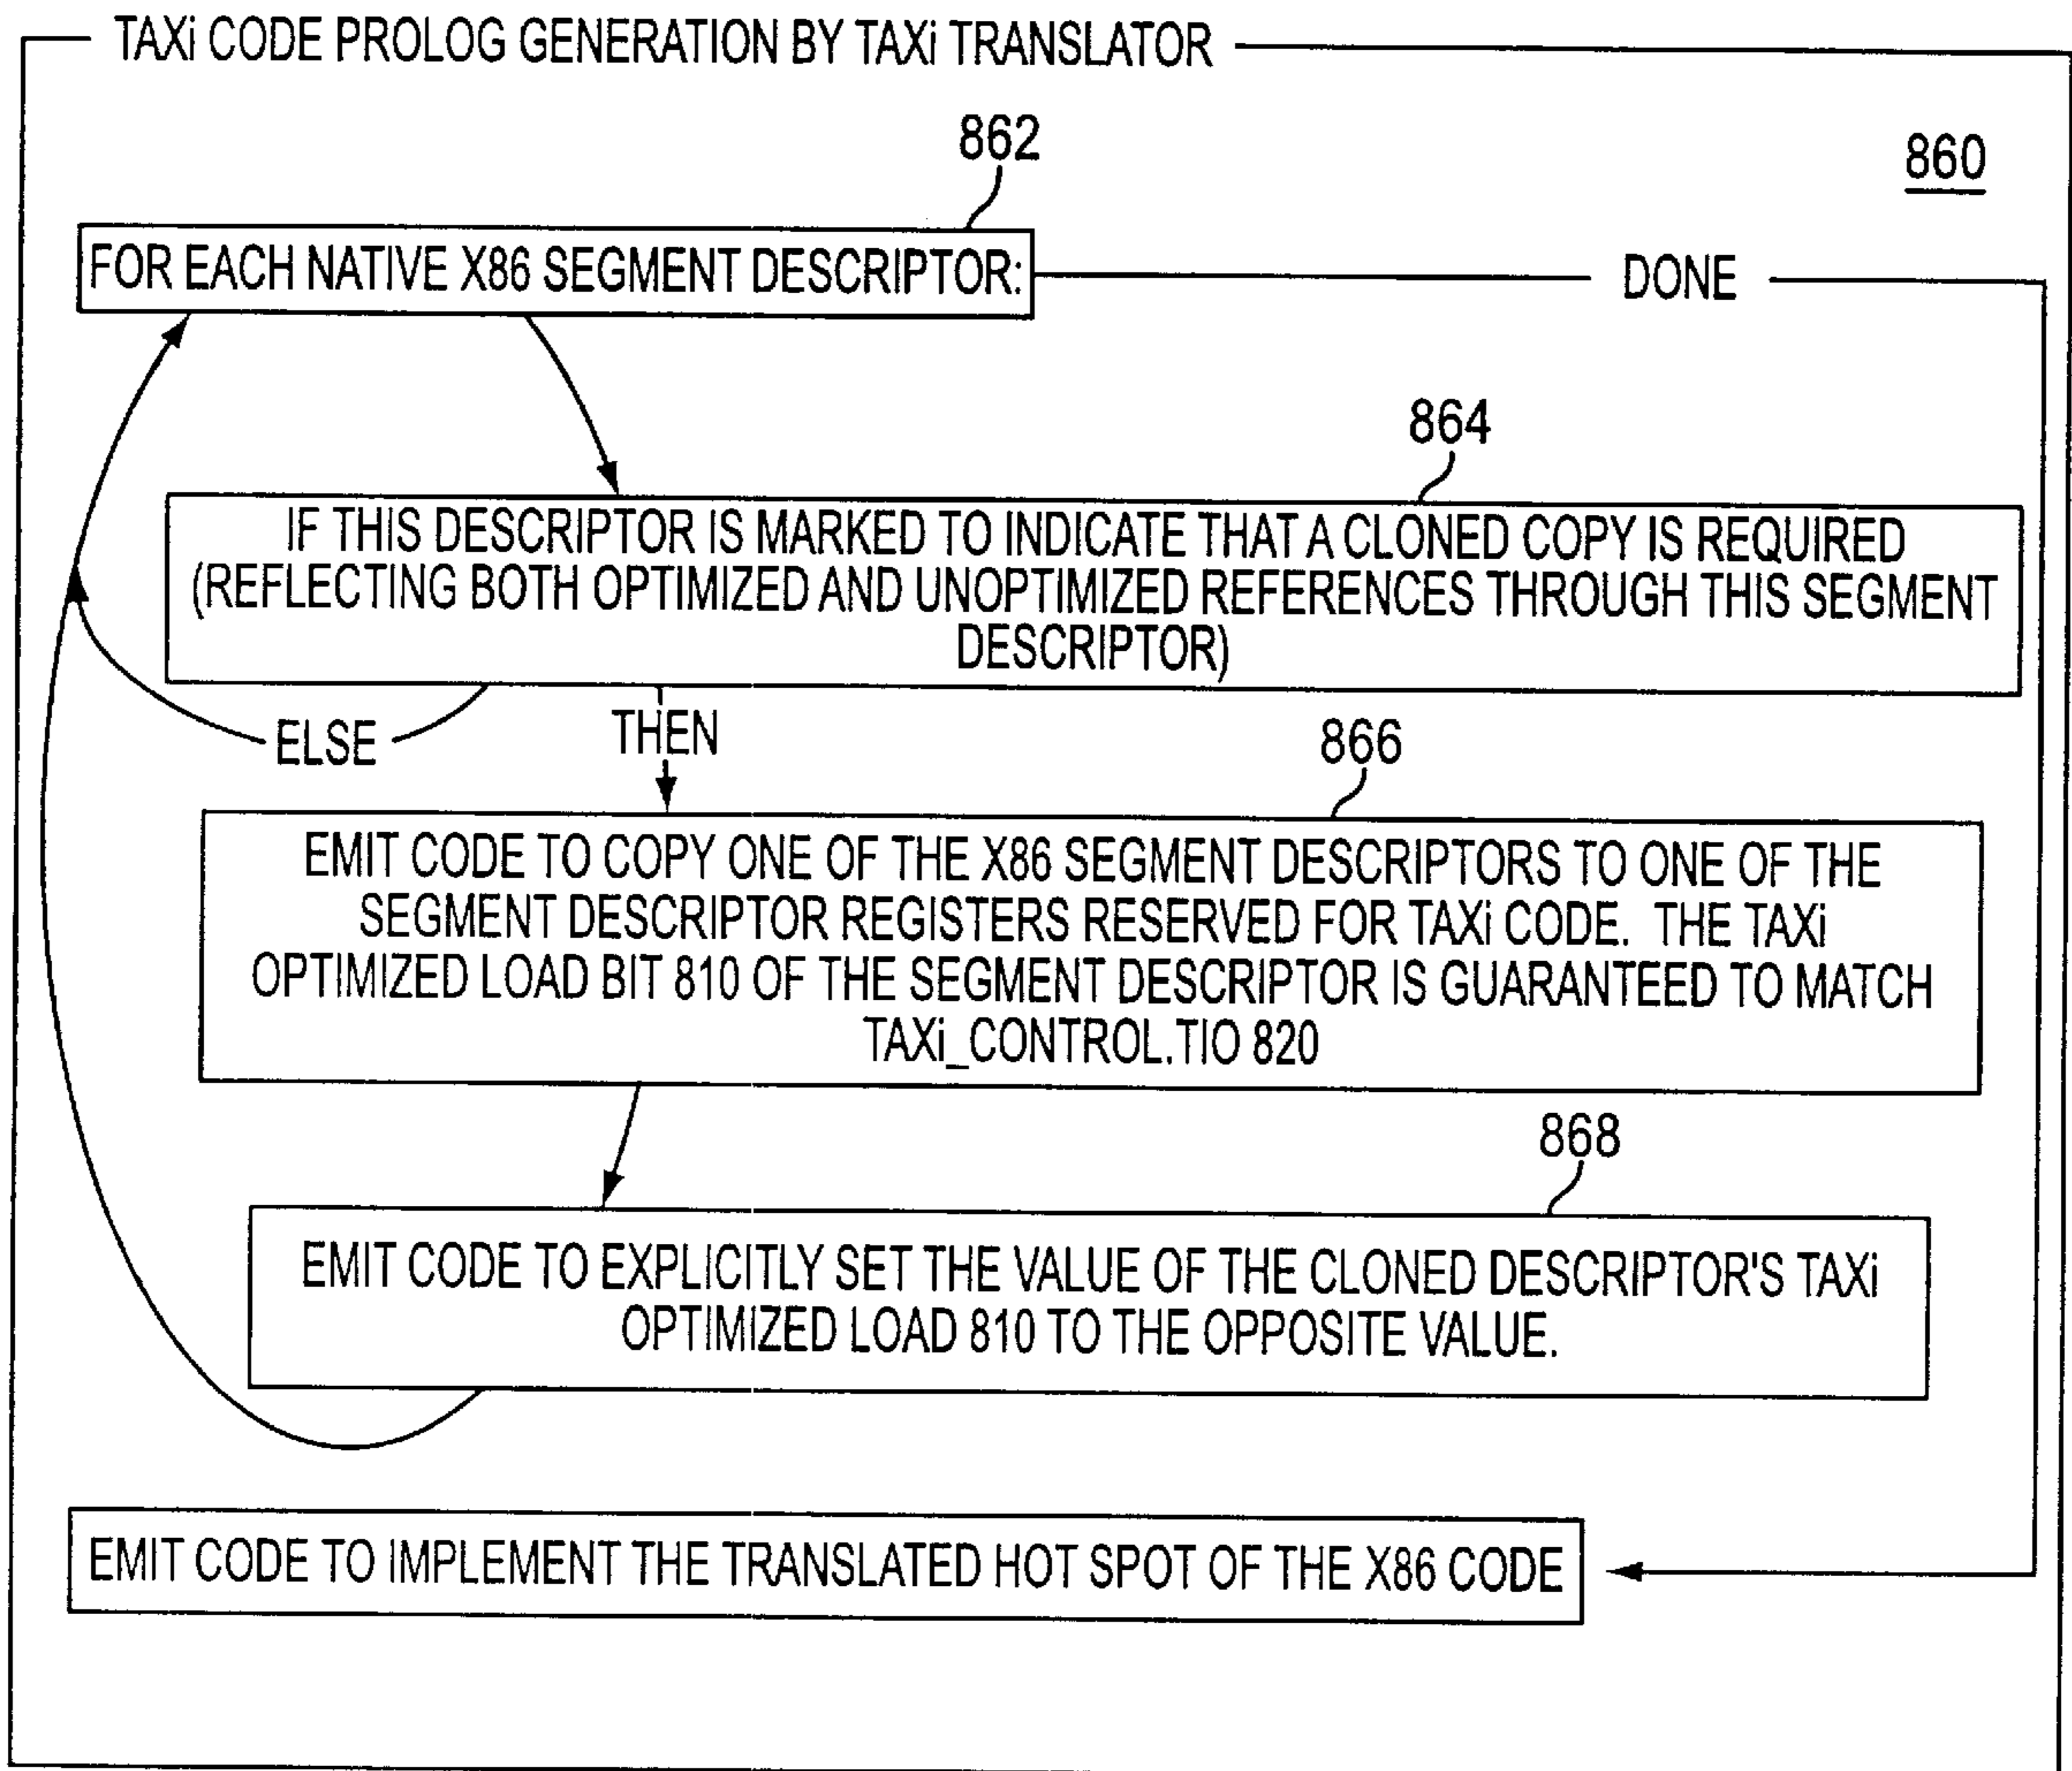 TAXi CODE PROLOG GENERATION BY TAXi TRANSLATOR
862
860
FOR EACH NATIVE X86 SEGMENT DESCRIPTOR:
DONE
864
IF THIS DESCRIPTOR IS MARKED TO INDICATE THAT A CLONED COPY IS REQUIRED
(REFLECTING BOTH OPTIMIZED AND UNOPTIMIZED REFERENCES THROUGH THIS SEGMENT
DESCRIPTOR)
ELSE
THEN
866
EMIT CODE TO COPY ONE OF THE X86 SEGMENT DESCRIPTORS TO ONE OF THE
SEGMENT DESCRIPTOR REGISTERS RESERVED FOR TAXi CODE. THE TAXi
OPTIMIZED LOAD BIT 810 OF THE SEGMENT DESCRIPTOR IS GUARANTEED TO MATCH
TAXi_CONTROL.TIO 820
868
EMIT CODE TO EXPLICITLY SET THE VALUE OF THE CLONED DESCRIPTOR'S TAXi
OPTIMIZED LOAD 810 TO THE OPPOSITE VALUE.
EMIT CODE TO IMPLEMENT THE TRANSLATED HOT SPOT OF THE X86 CODE